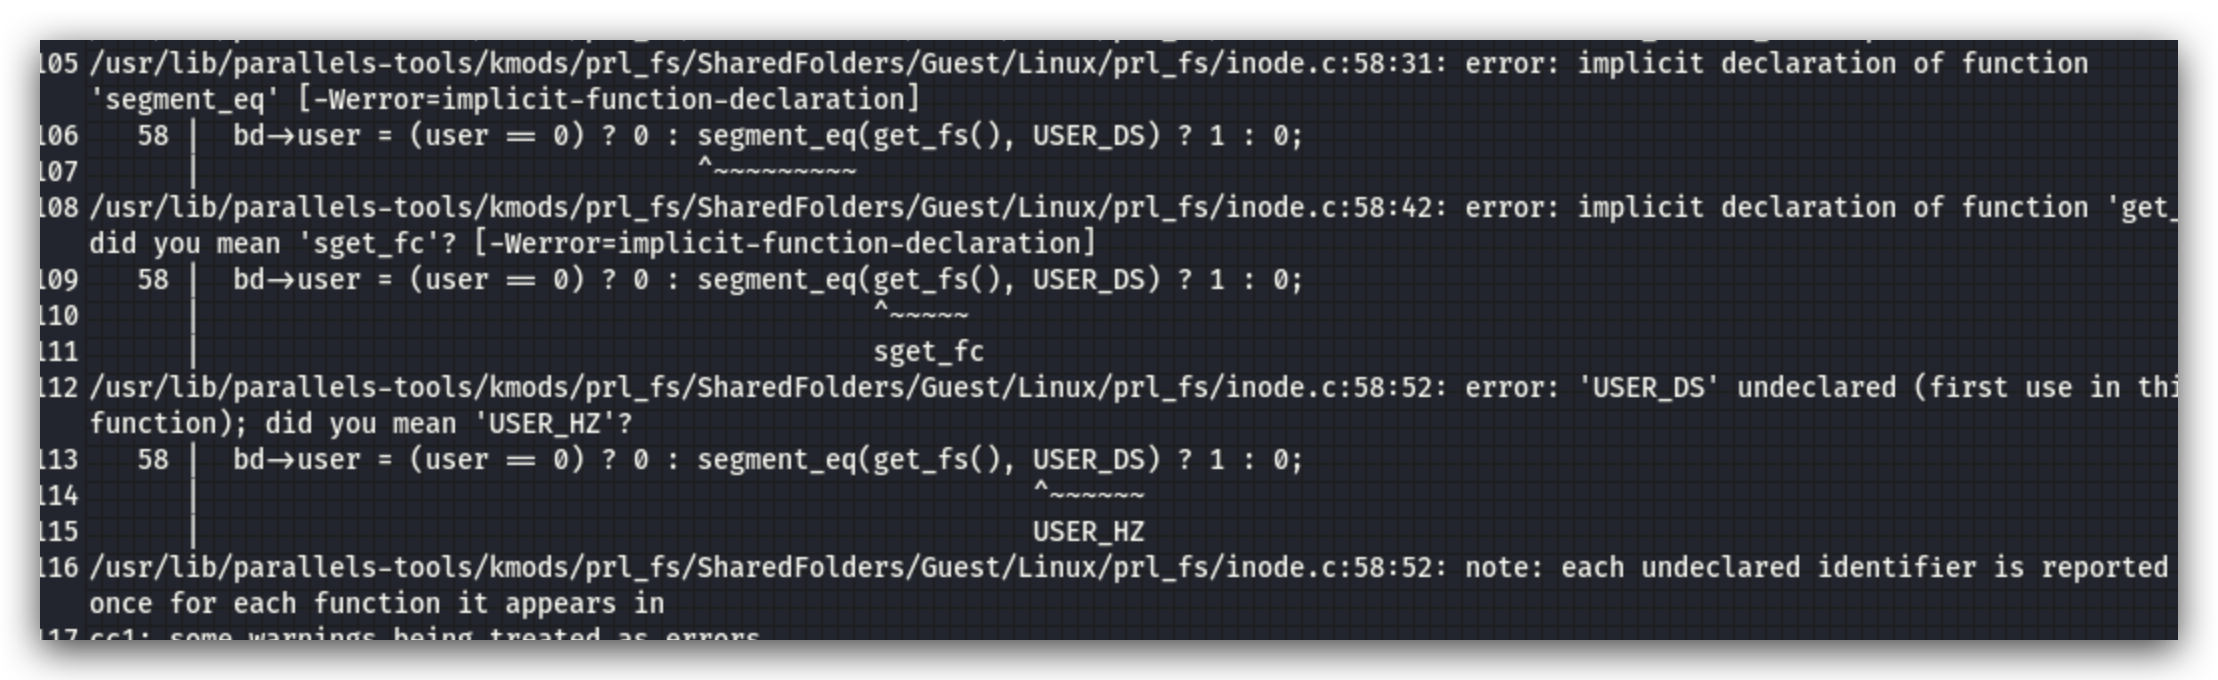 105 /usr/lib/parallels-tools/kmods/prl_fs/SharedFolders/Guest/Linux/prl_fs/inode.c:58:31: error: implicit declaration of function
'segment_eq' [-Werror=implicit-function-declaration]
106    58 |  bd->user = (user == 0) ? 0 : segment_eq(get_fs(), USER_DS) ? 1 : 0;
107       |                               ^~~~~~~~~~
108 /usr/lib/parallels-tools/kmods/prl_fs/SharedFolders/Guest/Linux/prl_fs/inode.c:58:42: error: implicit declaration of function 'get_
did you mean 'sget_fc'? [-Werror=implicit-function-declaration]
109    58 |  bd->user = (user == 0) ? 0 : segment_eq(get_fs(), USER_DS) ? 1 : 0;
110       |                                          ^~~~~~
111       |                                          sget_fc
112 /usr/lib/parallels-tools/kmods/prl_fs/SharedFolders/Guest/Linux/prl_fs/inode.c:58:52: error: 'USER_DS' undeclared (first use in thi
function); did you mean 'USER_HZ'?
113    58 |  bd->user = (user == 0) ? 0 : segment_eq(get_fs(), USER_DS) ? 1 : 0;
114       |                                                    ^~~~~~~
115       |                                                    USER_HZ
116 /usr/lib/parallels-tools/kmods/prl_fs/SharedFolders/Guest/Linux/prl_fs/inode.c:58:52: note: each undeclared identifier is reported
once for each function it appears in
117 cc1: some warnings being treated as errors